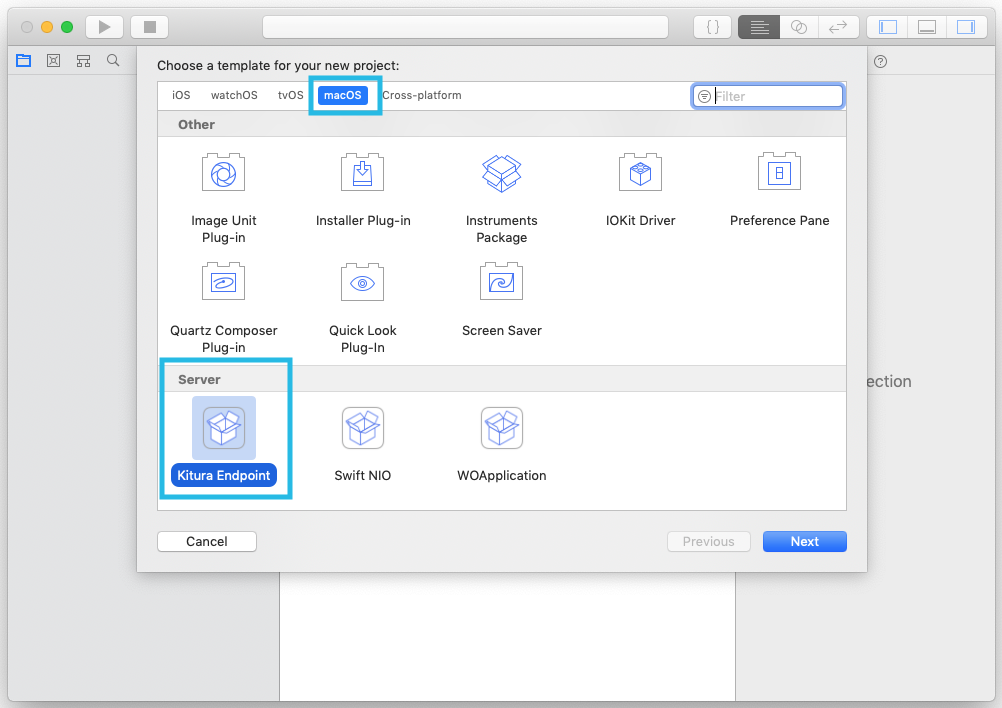 Choose a template for your new project:
iOS watchOS tvOS macOS Cross-platform
Filter
Other
Image Unit
Plug-in
Installer Plug-in
Instruments
Package
IOKit Driver
Preference Pane
Quartz Composer
Plug-in
Quick Look
Plug-In
Screen Saver
Server
Kitura Endpoint
Swift NIO
WOApplication
ection
Cancel
Previous
Next